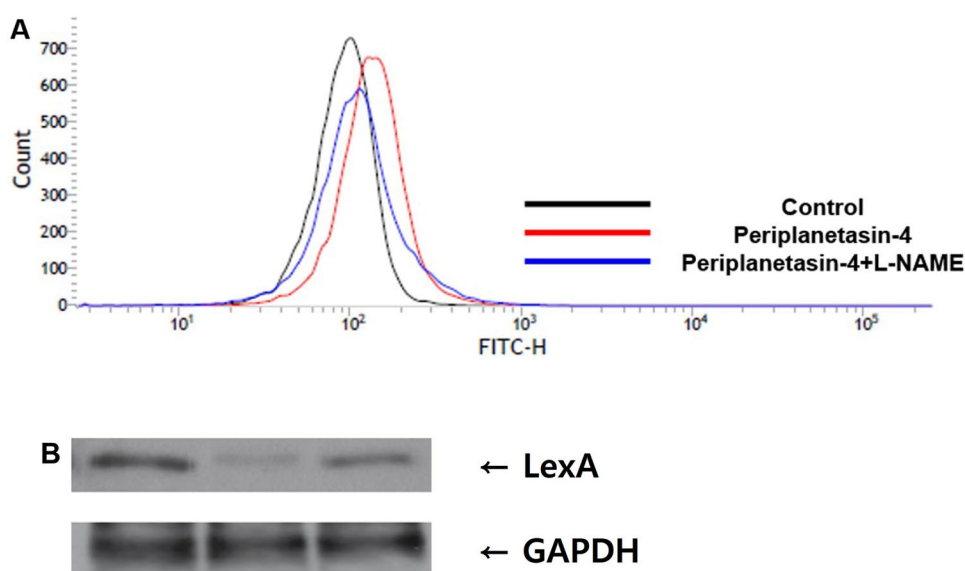 A
700
600
500
400
300
200
100
0
Count
10¹ 10² 10³ 10⁴ 10⁵
FITC-H
Control
Periplanetasin-4
Periplanetasin-4+L-NAME
B
← LexA
← GAPDH